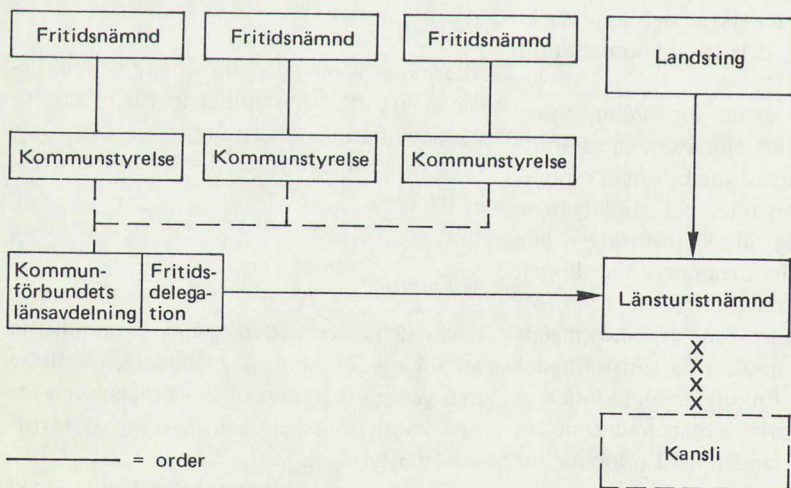 Fritidsnämnd
Fritidsnämnd
Fritidsnämnd
Landsting
Kommunstyrelse
Kommunstyrelse
Kommunstyrelse
Kommun-
förbundets
länsavdelning
Fritids-
delega-
tion
Länsturistnämnd
X
X
X
X
Kansli
= order